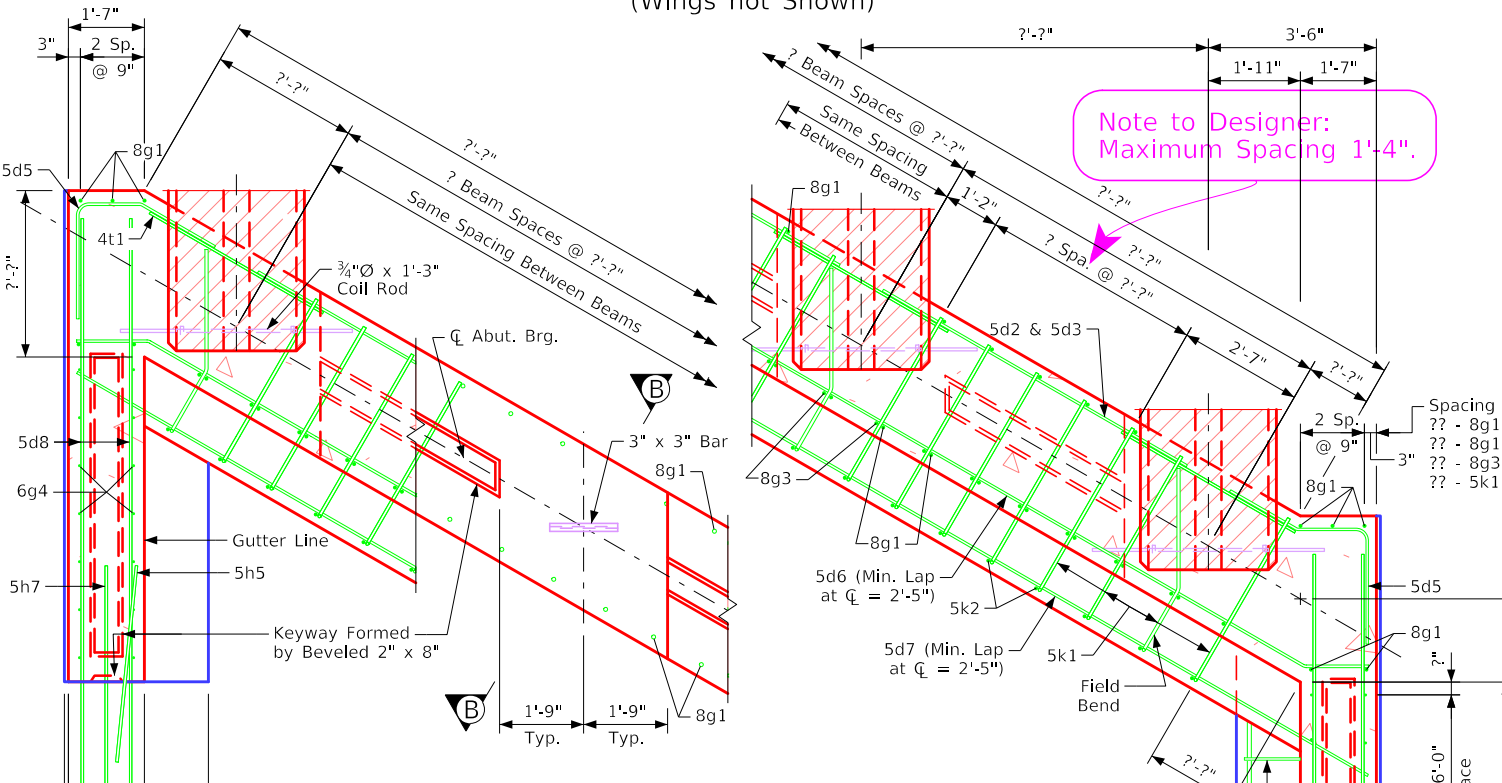 (Wings not Shown)
1'-7"
3"
2 Sp.
@ 9"
?'-?"
?'-?"
? Beam Spaces @ ?'-?"
Same Spacing Between Beams
8g1
5d5
4t1
?'-?"
¾"Ø x 1'-3"
Coil Rod
℄ Abut. Brg.
B
3" x 3" Bar
8g1
5d8
6g4
Gutter Line
5h5
5h7
Keyway Formed
by Beveled 2" x 8"
B
1'-9"
Typ.
1'-9"
Typ.
8g1
?'-?"
3'-6"
1'-11"
1'-7"
? Beam Spaces @ ?'-?"
Same Spacing
Between Beams
Note to Designer:
Maximum Spacing 1'-4".
8g1
1'-2"
?'-?"
?'-?"
? Spa. @ ?'-?"
5d2 & 5d3
2'-7"
?'-?"
2 Sp.
@ 9"
3"
Spacing
?? - 8g1
?? - 8g1
?? - 8g3
?? - 5k1
8g1
8g3
8g1
5d6 (Min. Lap
at ℄ = 2'-5")
5k2
5d7 (Min. Lap
at ℄ = 2'-5")
5k1
Field
Bend
5d5
8g1
?"
?'-?"
6'-0"